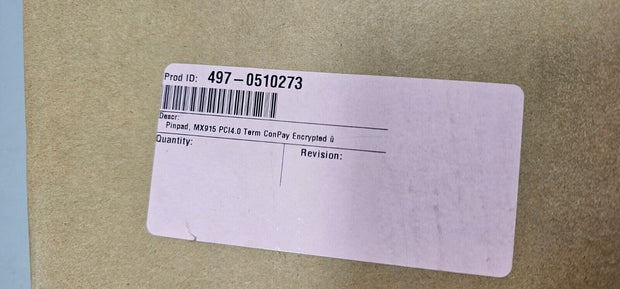 Prod ID: 497-0510273
Descr:
Pinpad, MX915 PCI4.0 Term ConPay Encrypted ü
Quantity:
Revision: